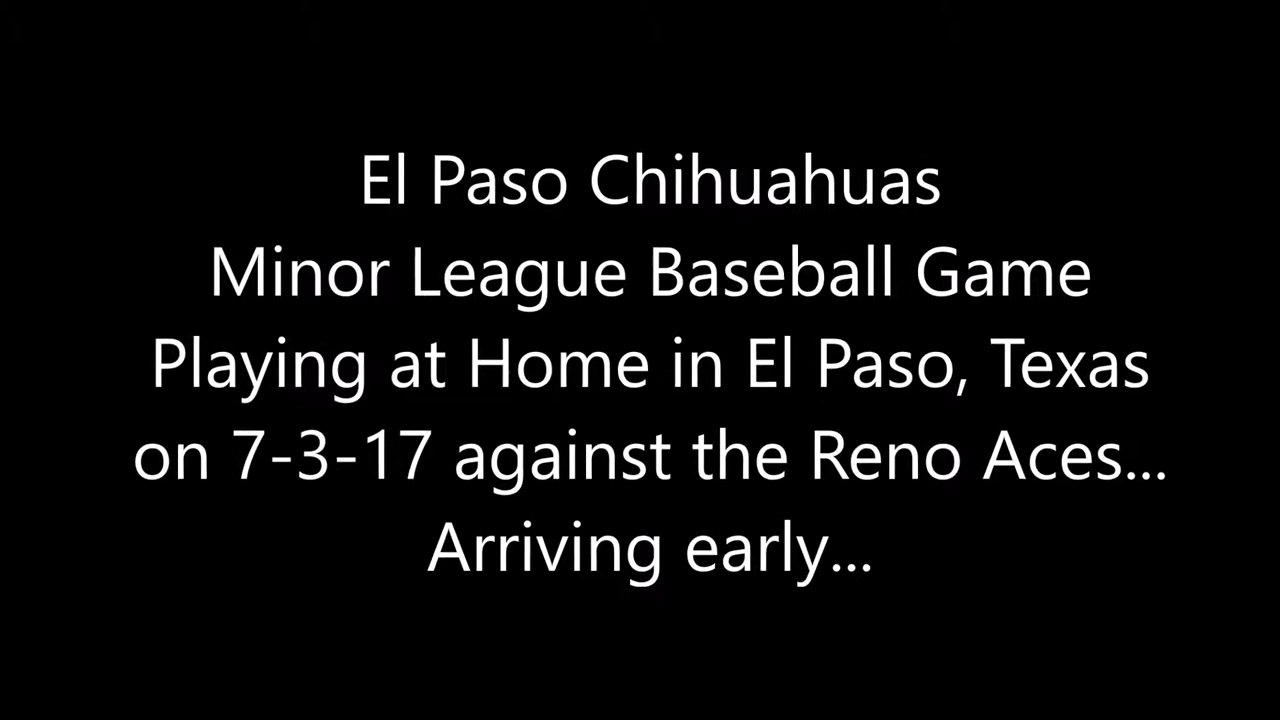 El Paso Chihuahuas
Minor League Baseball Game
Playing at Home in El Paso, Texas
on 7-3-17 against the Reno Aces...
Arriving early...